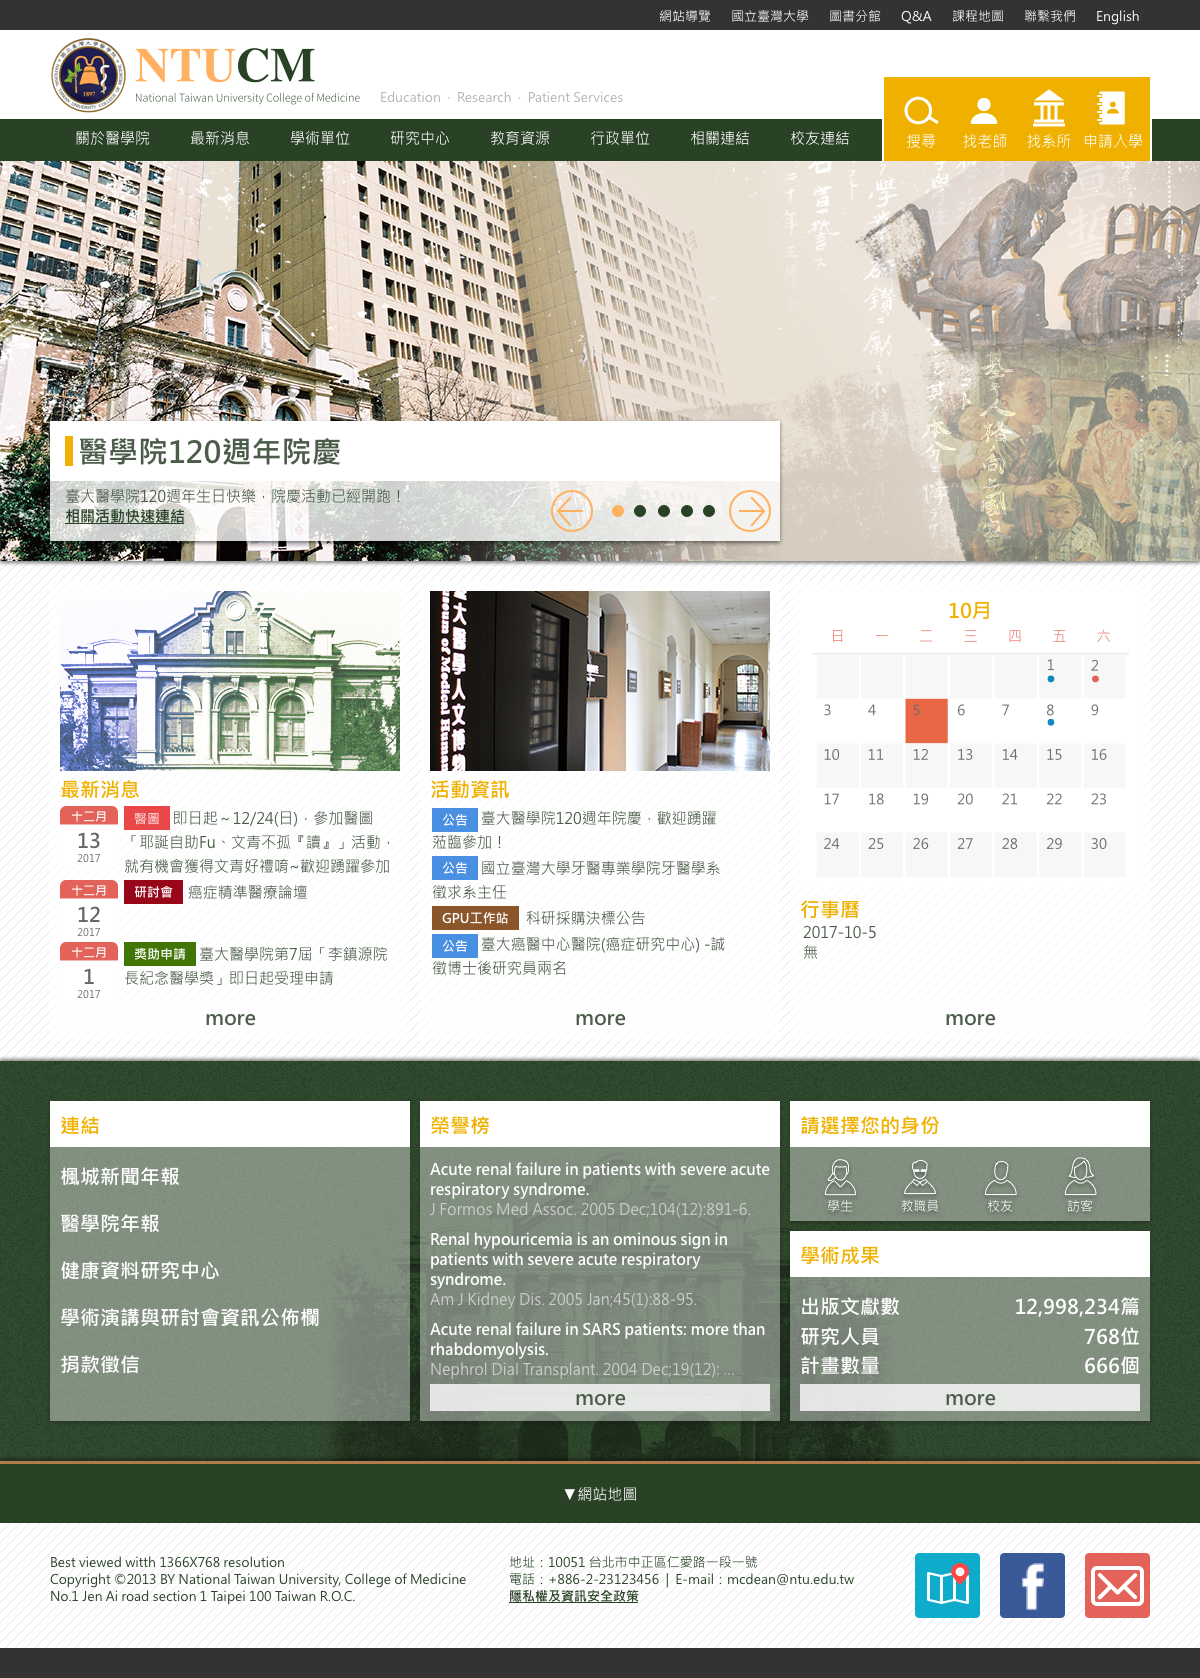 網站導覽 國立臺灣大學 圖書分館 Q&A 課程地圖 聯繫我們 English
NTUCM
National Taiwan University College of Medicine
Education · Research · Patient Services
關於醫學院 最新消息 學術單位 研究中心 教育資源 行政單位 相關連結 校友連結
搜尋 找老師 找系所 申請入學
醫學院120週年院慶
臺大醫學院120週年生日快樂，院慶活動已經開跑！
相關活動快速連結
最新消息
十二月
13
2017
醫圖 即日起~12/24(日)，參加醫圖
「耶誕自助Fu、文青不孤『讀』」活動，
就有機會獲得文青好禮唷~歡迎踴躍參加
十二月
12
2017
研討會 癌症精準醫療論壇
十二月
1
2017
獎助申請 臺大醫學院第7屆「李鎮源院
長紀念醫學獎」即日起受理申請
more
大醫學人文博物
活動資訊
公告 臺大醫學院120週年院慶，歡迎踴躍
蒞臨參加！
公告 國立臺灣大學牙醫專業學院牙醫學系
徵求系主任
GPU工作站 科研採購決標公告
公告 臺大癌醫中心醫院(癌症研究中心) -誠
徵博士後研究員兩名
more
10月
日 一 二 三 四 五 六
1 2
3 4 5 6 7 8 9
10 11 12 13 14 15 16
17 18 19 20 21 22 23
24 25 26 27 28 29 30
行事曆
2017-10-5
無
more
連結
楓城新聞年報
醫學院年報
健康資料研究中心
學術演講與研討會資訊公佈欄
捐款徵信
榮譽榜
Acute renal failure in patients with severe acute
respiratory syndrome.
J Formos Med Assoc. 2005 Dec;104(12):891-6.
Renal hypouricemia is an ominous sign in
patients with severe acute respiratory
syndrome.
Am J Kidney Dis. 2005 Jan;45(1):88-95.
Acute renal failure in SARS patients: more than
rhabdomyolysis.
Nephrol Dial Transplant. 2004 Dec;19(12): ...
more
請選擇您的身份
學生 教職員 校友 訪客
學術成果
出版文獻數 12,998,234篇
研究人員 768位
計畫數量 666個
more
▼網站地圖
Best viewed witth 1366X768 resolution
Copyright ©2013 BY National Taiwan University, College of Medicine
No.1 Jen Ai road section 1 Taipei 100 Taiwan R.O.C.
地址：10051 台北市中正區仁愛路一段一號
電話：+886-2-23123456 | E-mail：mcdean@ntu.edu.tw
隱私權及資訊安全政策